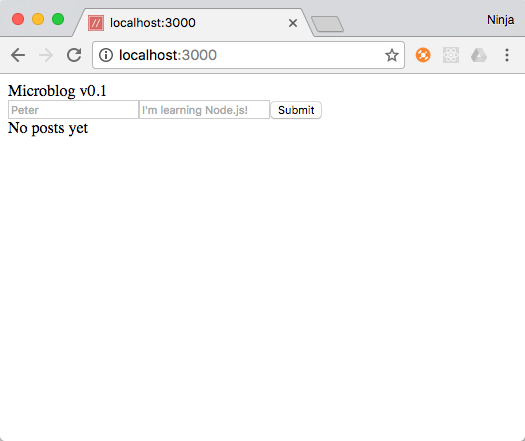 localhost:3000
Ninja
localhost:3000
Microblog v0.1
Peter I'm learning Node.js! Submit
No posts yet